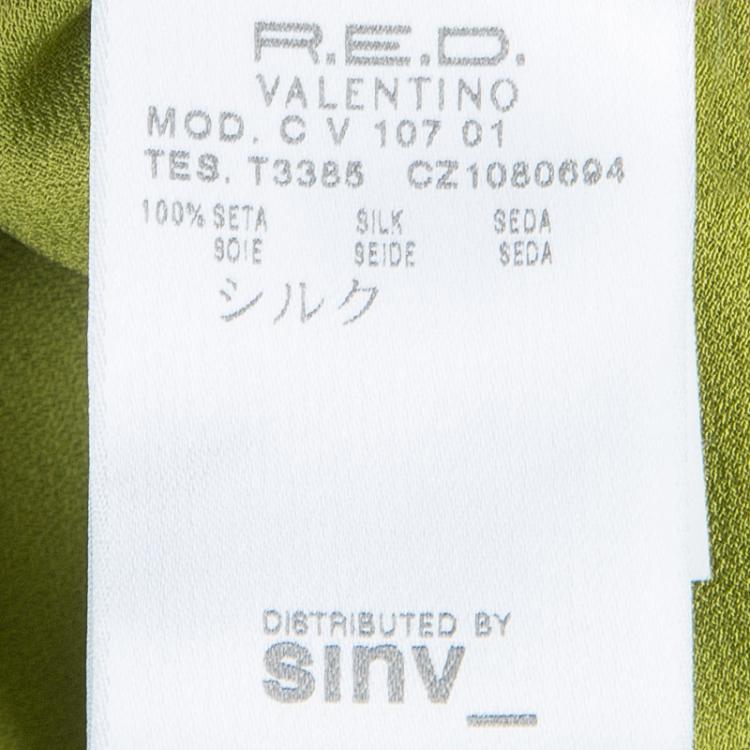 R.E.D.
VALENTINO
MOD. C V 107 01
TES. T3385 CZ1080694
100% SETA SILK SEDA
SOIE SEIDE SEDA
シルク
DISTRIBUTED BY
sinv_